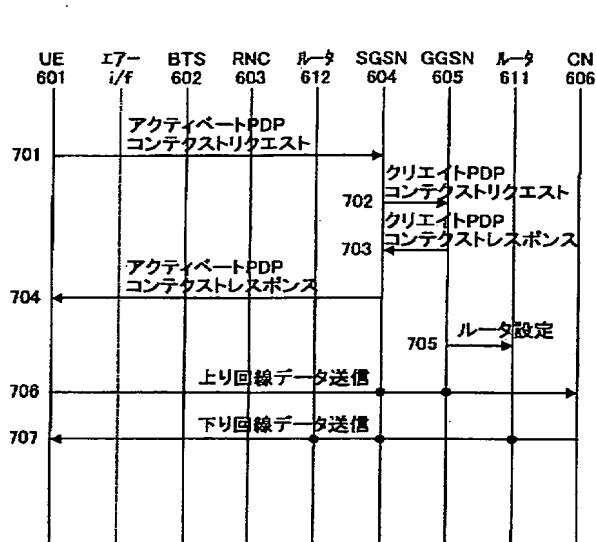 UE エアー BTS RNC ルータ SGSN GGSN ルータ CN
601 i/f 602 603 612 604 605 611 606
アクティベートPDP
701 コンテクストリクエスト
クリエイトPDP
コンテクストリクエスト
702
クリエイトPDP
コンテクストレスポンス
703
アクティベートPDP
コンテクストレスポンス
704
ルータ設定
705
上り回線データ送信
706
下り回線データ送信
707